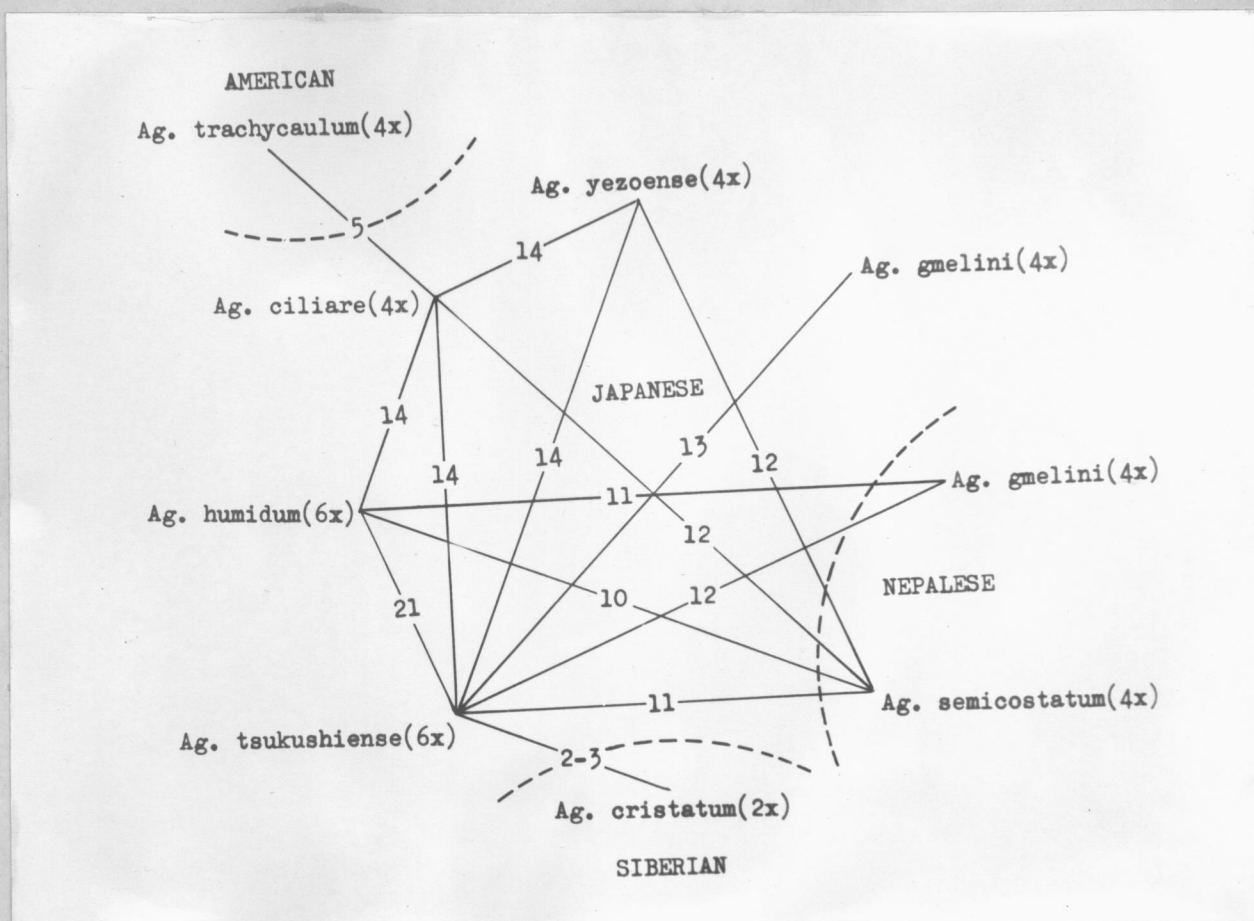 AMERICAN
Ag. trachycaulum(4x)
Ag. yezoense(4x)
5
14
Ag. gmelini(4x)
Ag. ciliare(4x)
JAPANESE
14
13
14
14
12
Ag. gmelini(4x)
11
Ag. humidum(6x)
12
NEPALESE
10
12
21
Ag. semicostatum(4x)
11
Ag. tsukushiense(6x)
2-3
Ag. cristatum(2x)
SIBERIAN